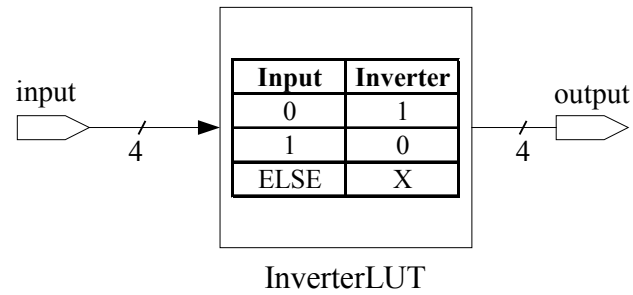 input
4
Input Inverter
0 1
1 0
ELSE X
output
4
InverterLUT